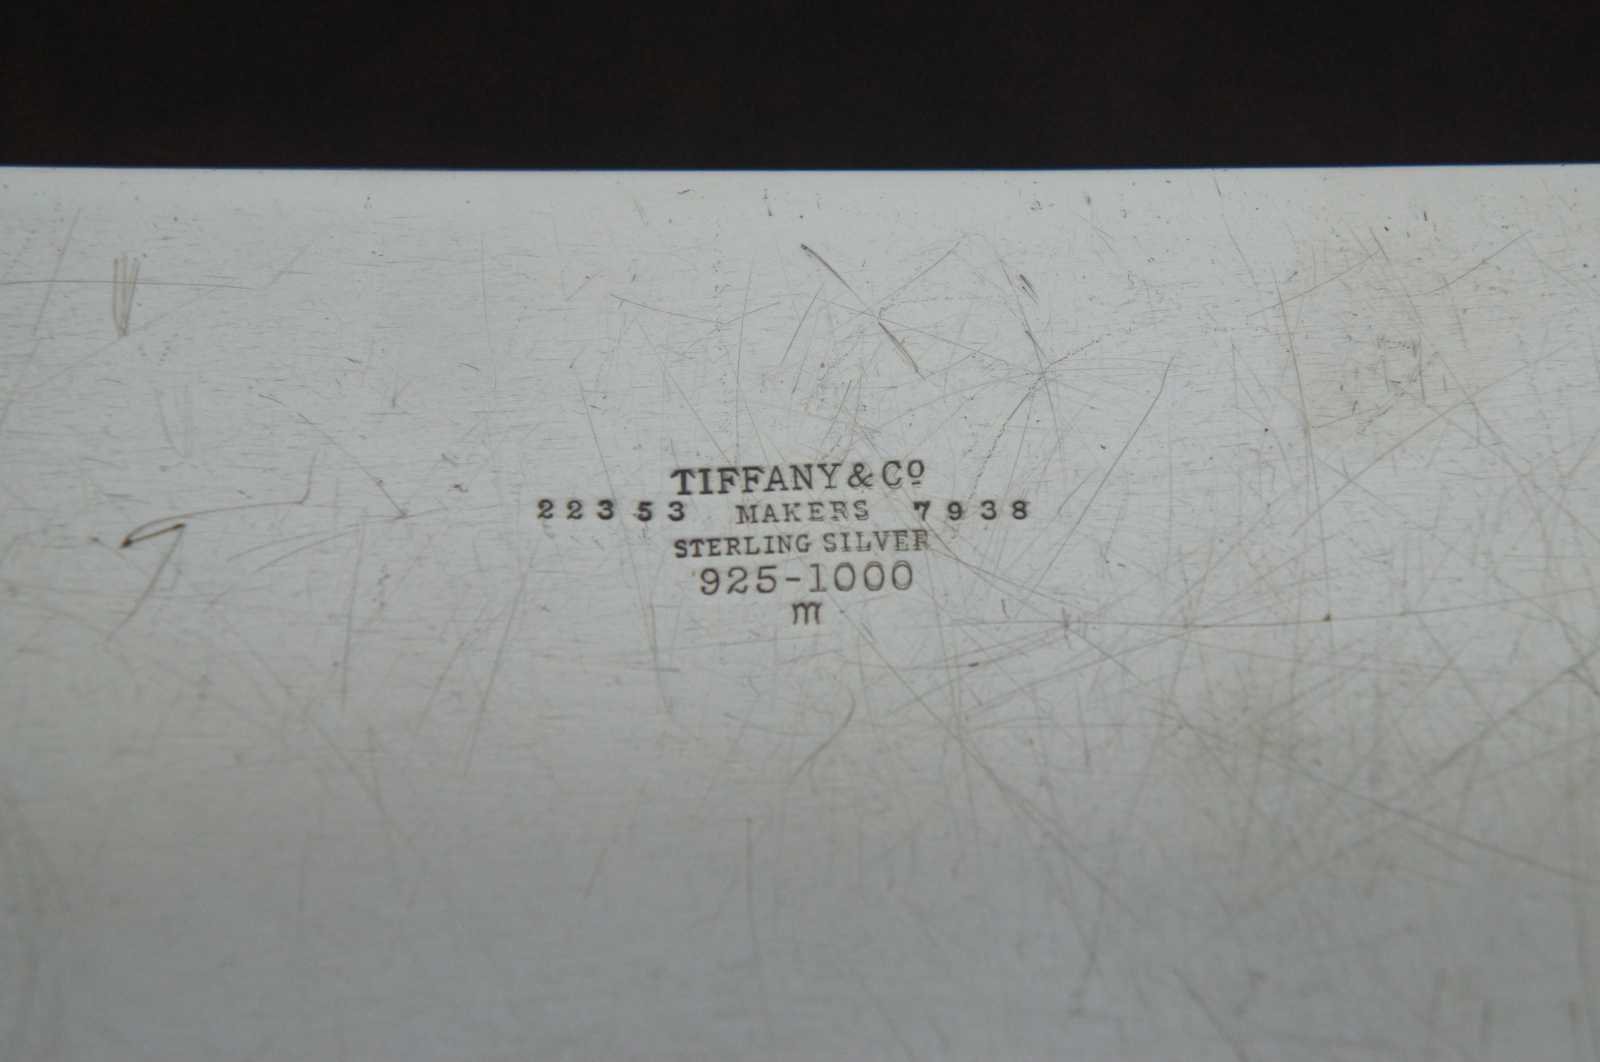 TIFFANY & Cº
22353 MAKERS 7938
STERLING SILVER
925-1000
m